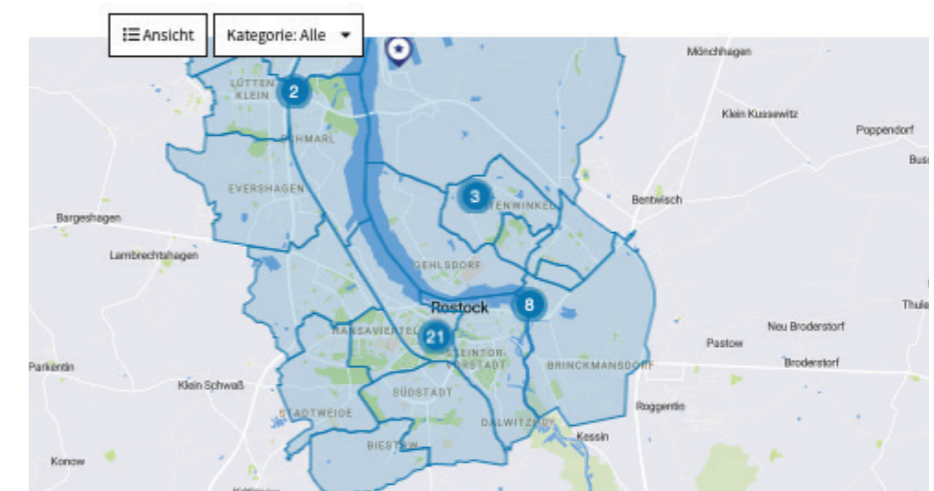 Ansicht
Kategorie: Alle
Mönchhagen
LÜTTEN
KLEIN
2
Klein Kussewitz
Poppendorf
SCHMARL
EVERSHAGEN
3
TENWINKEL
Bentwisch
Bargeshagen
Lambrechtshagen
GEHLSDORF
Rostock
8
Thule
HANSAVIERTEL
21
Neu Broderstorf
STEINTOR-
VORSTADT
Pastow
Parkentin
BRINCKMANSDORF
Broderstorf
Klein Schwaß
SÜDSTADT
Roggentin
STADTWEIDE
DALWITZHOF
BIESTOW
Kessin
Konow